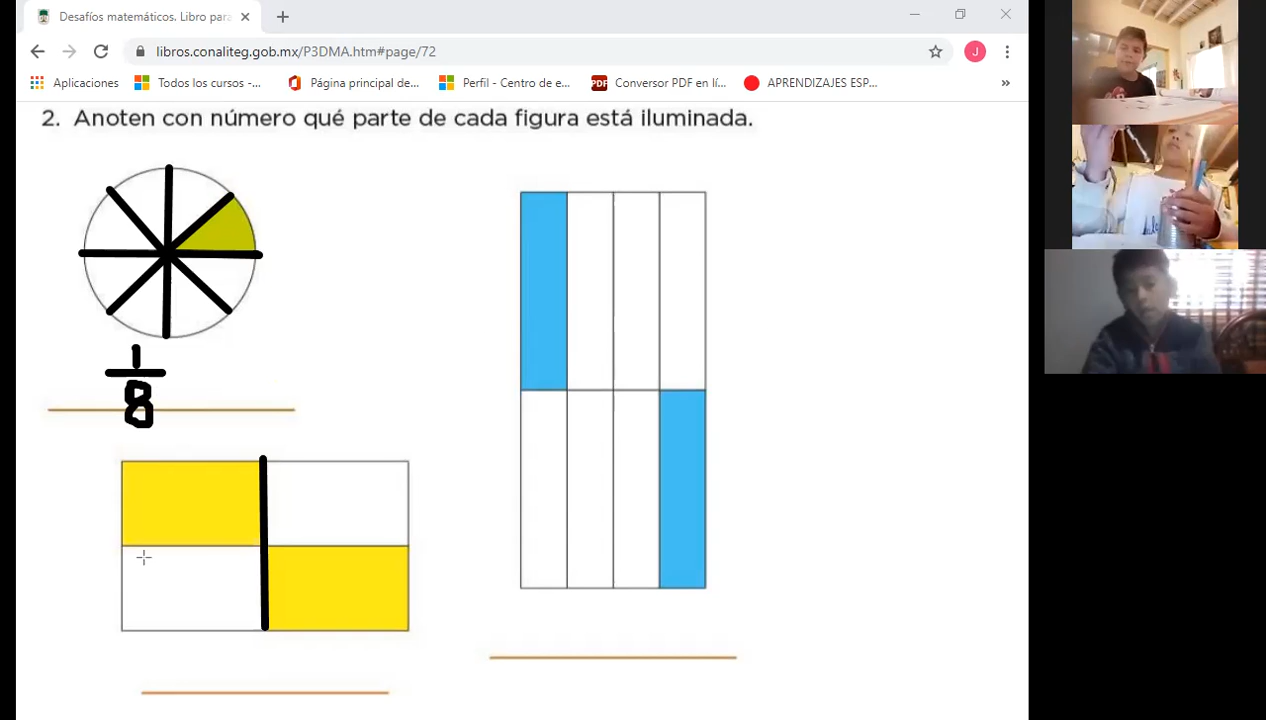 Desafíos matemáticos. Libro para
libros.conaliteg.gob.mx/P3DMA.htm#page/72
J
Aplicaciones
Todos los cursos -...
Página principal de...
Perfil - Centro de e...
PDF
Conversor PDF en lí...
APRENDIZAJES ESP...
»
2. Anoten con número qué parte de cada figura está iluminada.
1
8